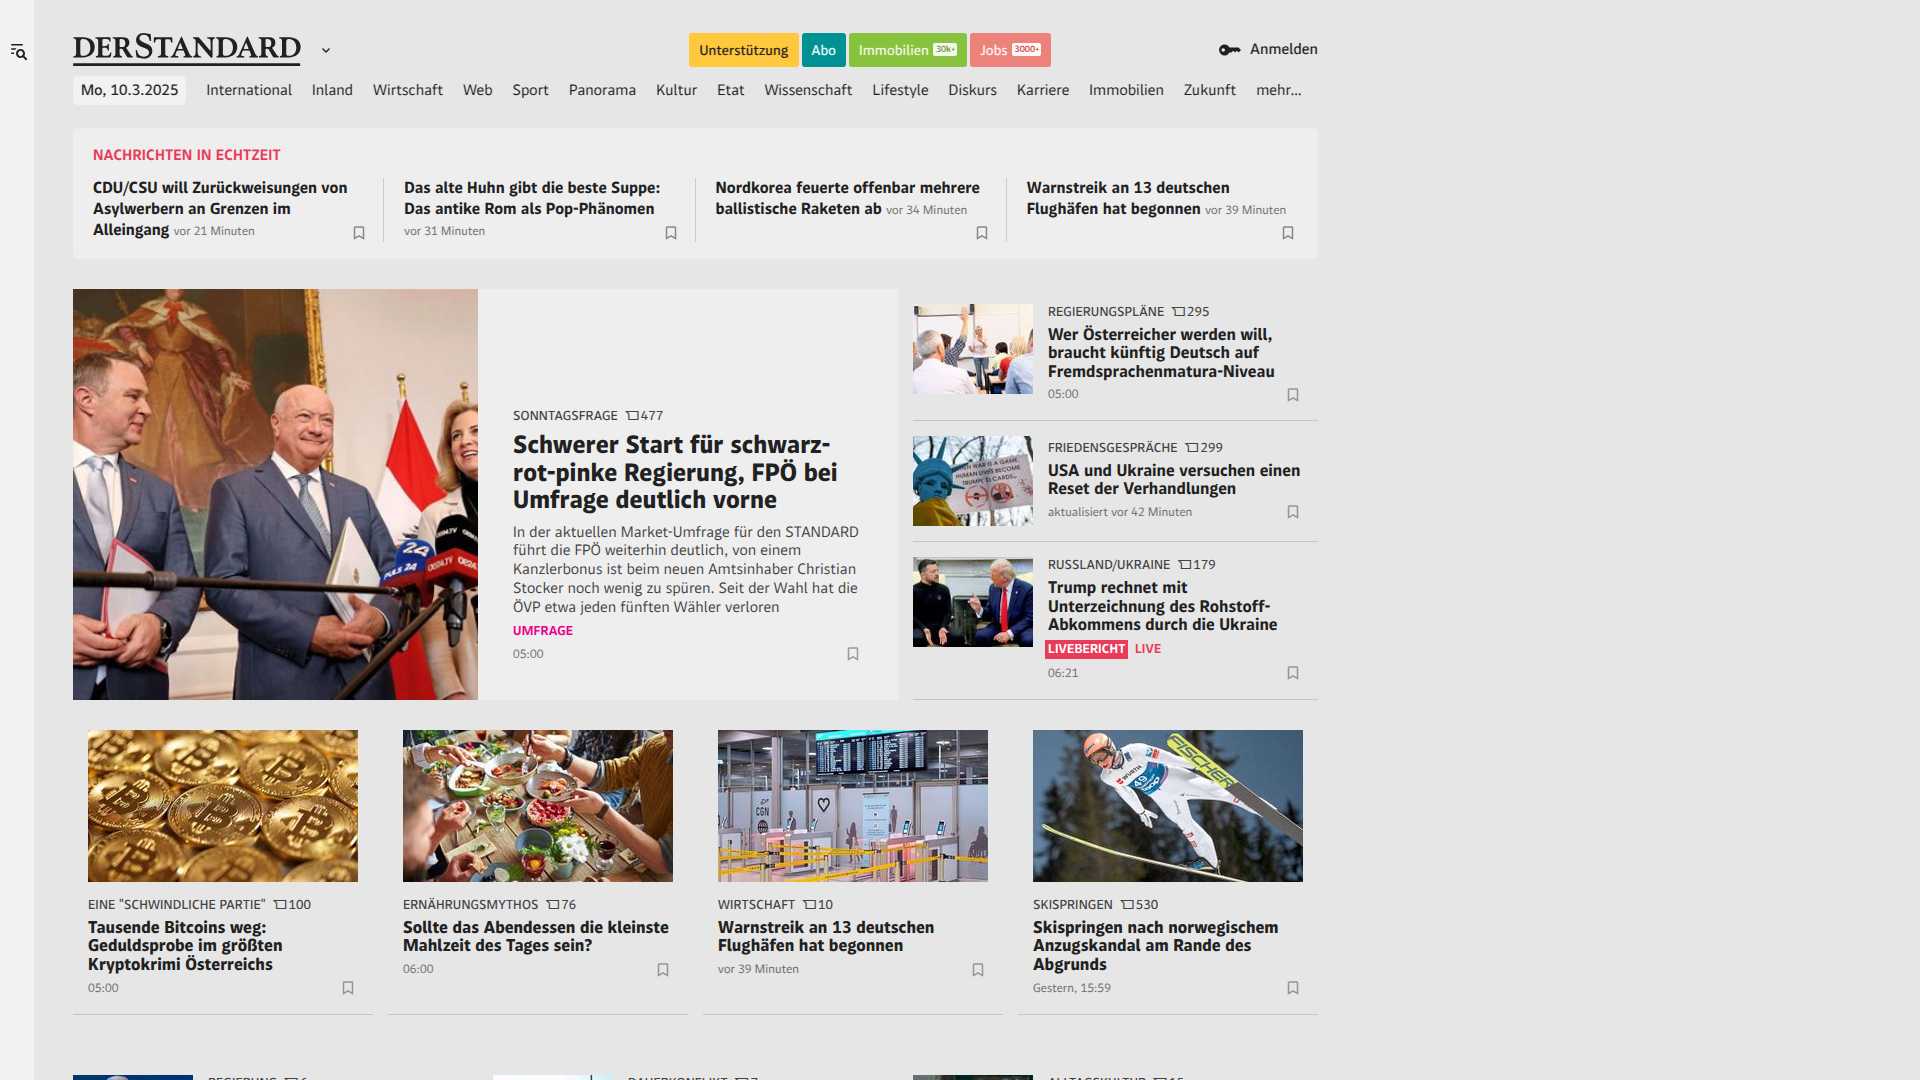 DERSTANDARD
Unterstützung
Abo
Immobilien 30k+
Jobs 3000+
Anmelden
Mo, 10.3.2025 International Inland Wirtschaft Web Sport Panorama Kultur Etat Wissenschaft Lifestyle Diskurs Karriere Immobilien Zukunft mehr...
NACHRICHTEN IN ECHTZEIT
CDU/CSU will Zurückweisungen von
Asylwerbern an Grenzen im
Alleingang vor 21 Minuten
Das alte Huhn gibt die beste Suppe:
Das antike Rom als Pop-Phänomen
vor 31 Minuten
Nordkorea feuerte offenbar mehrere
ballistische Raketen ab vor 34 Minuten
Warnstreik an 13 deutschen
Flughäfen hat begonnen vor 39 Minuten
SONNTAGSFRAGE 477
Schwerer Start für schwarz-
rot-pinke Regierung, FPÖ bei
Umfrage deutlich vorne
In der aktuellen Market-Umfrage für den STANDARD
führt die FPÖ weiterhin deutlich, von einem
Kanzlerbonus ist beim neuen Amtsinhaber Christian
Stocker noch wenig zu spüren. Seit der Wahl hat die
ÖVP etwa jeden fünften Wähler verloren
UMFRAGE
05:00
REGIERUNGSPLÄNE 295
Wer Österreicher werden will,
braucht künftig Deutsch auf
Fremdsprachenmatura-Niveau
05:00
FRIEDENSGESPRÄCHE 299
USA und Ukraine versuchen einen
Reset der Verhandlungen
aktualisiert vor 42 Minuten
RUSSLAND/UKRAINE 179
Trump rechnet mit
Unterzeichnung des Rohstoff-
Abkommens durch die Ukraine
LIVEBERICHT LIVE
06:21
EINE "SCHWINDLICHE PARTIE" 100
Tausende Bitcoins weg:
Geduldsprobe im größten
Kryptokrimi Österreichs
05:00
ERNÄHRUNGSMYTHOS 76
Sollte das Abendessen die kleinste
Mahlzeit des Tages sein?
06:00
CGN
WIRTSCHAFT 10
Warnstreik an 13 deutschen
Flughäfen hat begonnen
vor 39 Minuten
FISCHER
WÜRTH
49
SKISPRINGEN 530
Skispringen nach norwegischem
Anzugskandal am Rande des
Abgrunds
Gestern, 15:59